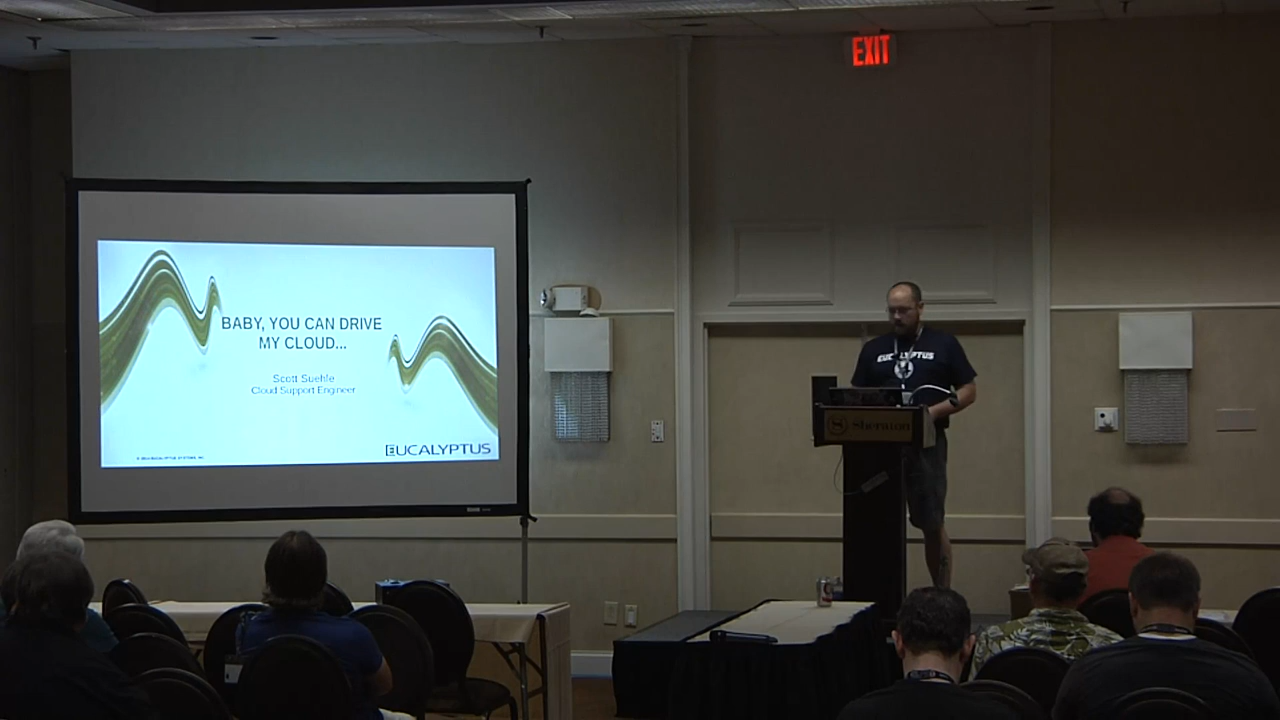 EXIT
BABY, YOU CAN DRIVE
MY CLOUD...
Scott Suehle
Cloud Support Engineer
EUCALYPTUS
EUCALYPTUS
Sheraton